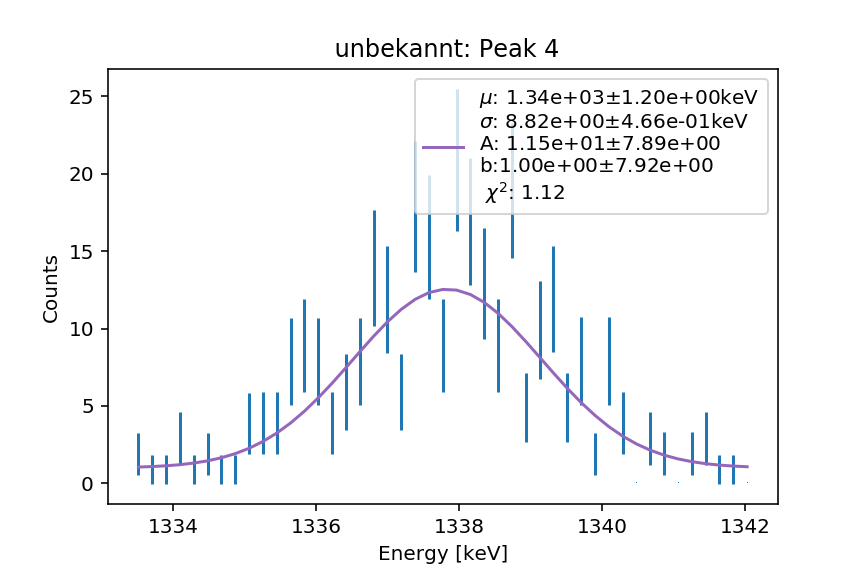 unbekannt: Peak 4
μ: 1.34e+03±1.20e+00keV
σ: 8.82e+00±4.66e-01keV
A: 1.15e+01±7.89e+00
b:1.00e+00±7.92e+00
χ²: 1.12
Counts
25
20
15
10
5
0
1334 1336 1338 1340 1342
Energy [keV]